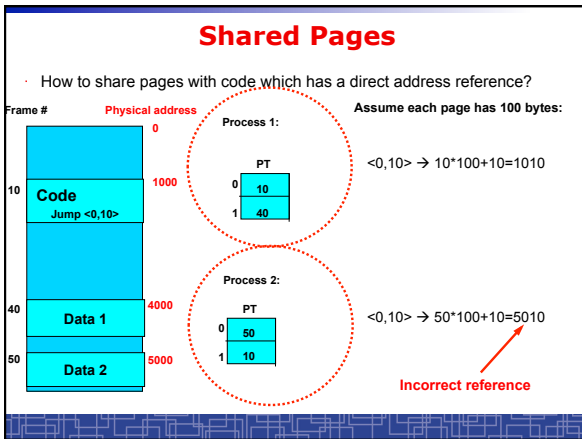 Shared Pages
· How to share pages with code which has a direct address reference?
Frame #
Physical address
Process 1:
Assume each page has 100 bytes:
0
PT
<0,10> → 10*100+10=1010
10
1000
Code
Jump <0,10>
0 10
1 40
Process 2:
40
4000
Data 1
PT
<0,10> → 50*100+10=5010
0 50
1 10
50
5000
Data 2
Incorrect reference